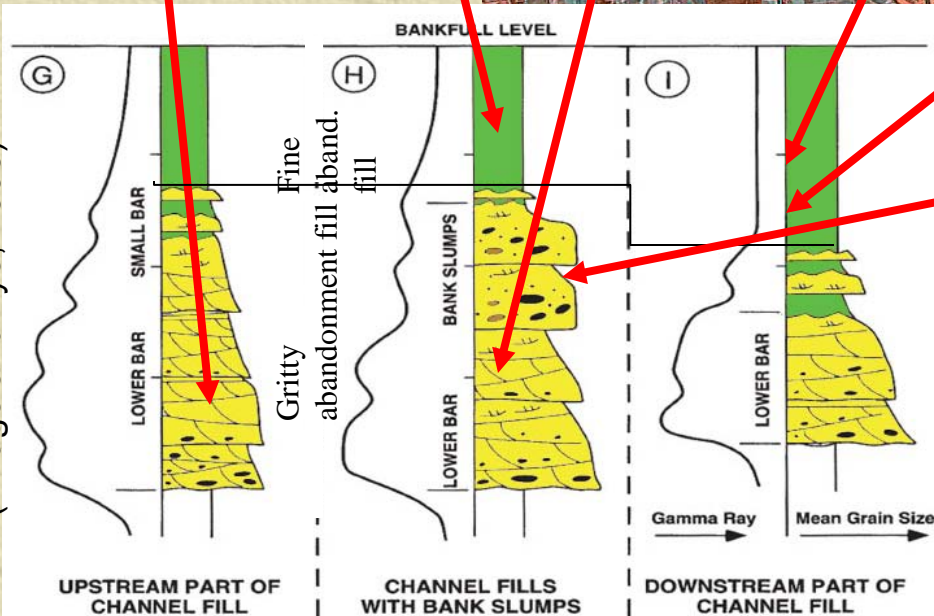 BANKFULL LEVEL
G
H
I
SMALL BAR
LOWER BAR
Gritty Fine
abandonment fill aband.
fill
BANK SLUMPS
LOWER BAR
LOWER BAR
Gamma Ray
Mean Grain Size
UPSTREAM PART OF
CHANNEL FILL
CHANNEL FILLS
WITH BANK SLUMPS
DOWNSTREAM PART OF
CHANNEL FILL